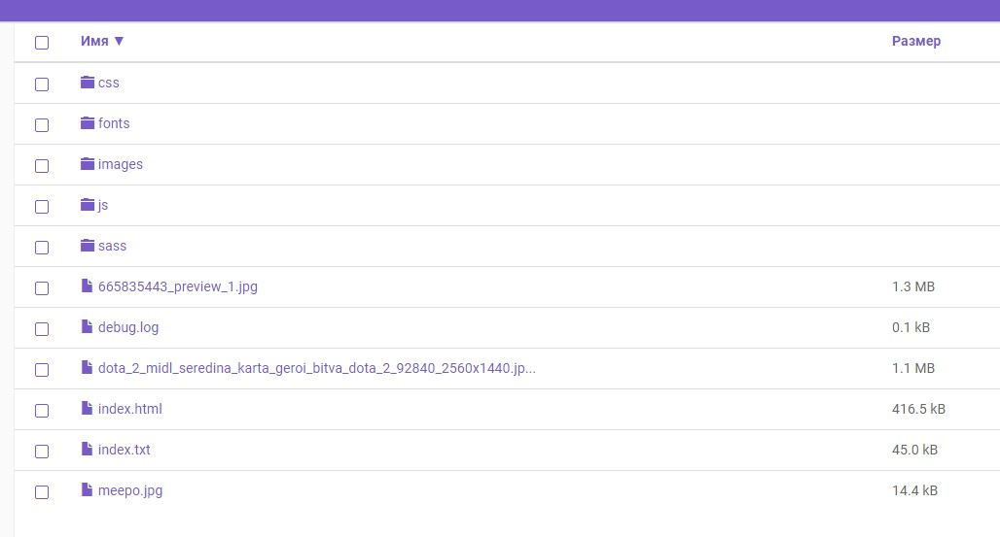 Имя ▼ Размер
css
fonts
images
js
sass
665835443_preview_1.jpg 1.3 MB
debug.log 0.1 kB
dota_2_midl_seredina_karta_geroi_bitva_dota_2_92840_2560x1440.jp... 1.1 MB
index.html 416.5 kB
index.txt 45.0 kB
meepo.jpg 14.4 kB